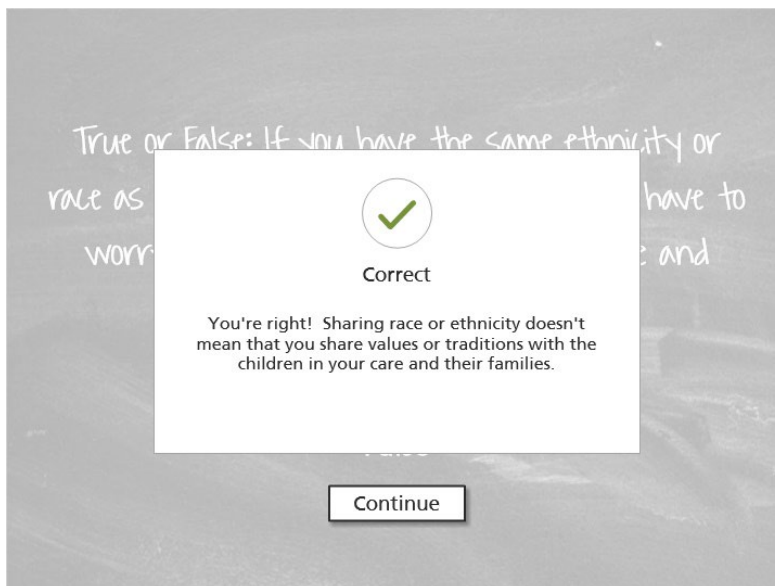 True or False: If you have the same ethnicity or
race as have to
and
Correct
You're right! Sharing race or ethnicity doesn't
mean that you share values or traditions with the
children in your care and their families.
Continue